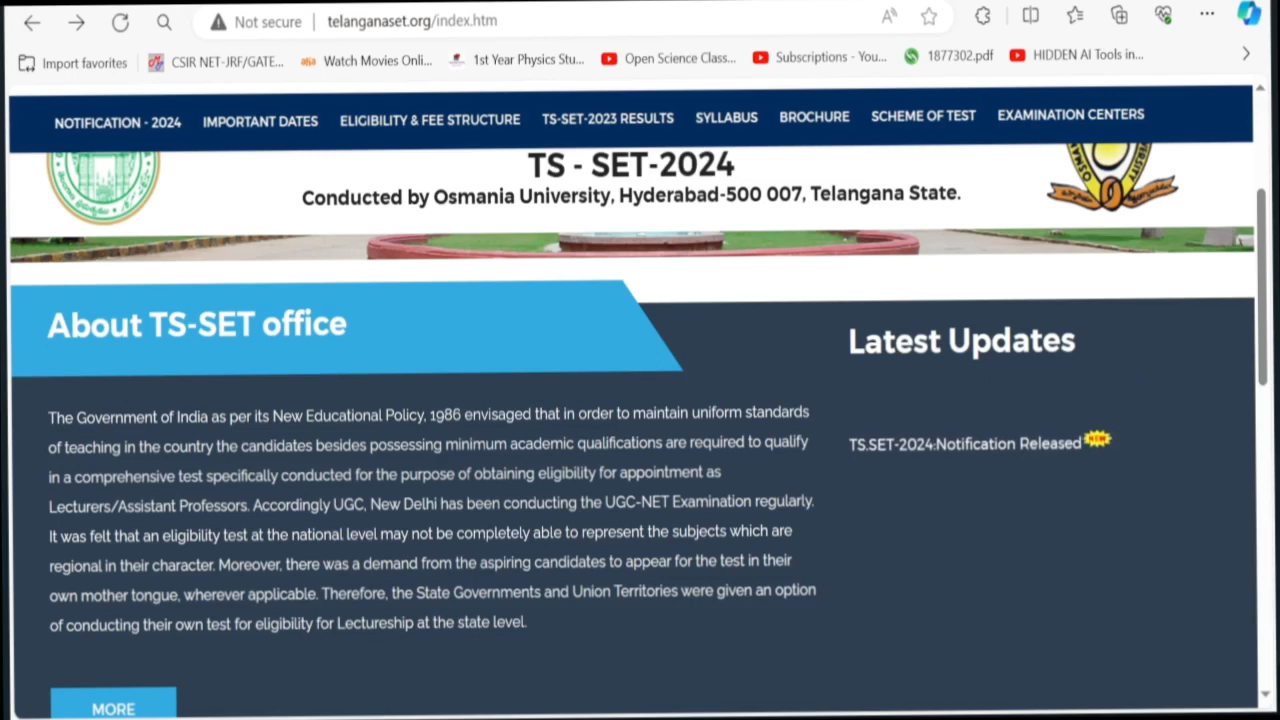 Not secure
telanganaset.org/index.htm
Import favorites
CSIR NET-JRF/GATE...
Watch Movies Onli...
1st Year Physics Stu...
Open Science Class...
Subscriptions - You...
1877302.pdf
HIDDEN AI Tools in...
NOTIFICATION - 2024 IMPORTANT DATES ELIGIBILITY & FEE STRUCTURE TS-SET-2023 RESULTS SYLLABUS BROCHURE SCHEME OF TEST EXAMINATION CENTERS
TS - SET-2024
Conducted by Osmania University, Hyderabad-500 007, Telangana State.
About TS-SET office
The Government of India as per its New Educational Policy, 1986 envisaged that in order to maintain uniform standards
of teaching in the country the candidates besides possessing minimum academic qualifications are required to qualify
in a comprehensive test specifically conducted for the purpose of obtaining eligibility for appointment as
Lecturers/Assistant Professors. Accordingly UGC, New Delhi has been conducting the UGC-NET Examination regularly.
It was felt that an eligibility test at the national level may not be completely able to represent the subjects which are
regional in their character. Moreover, there was a demand from the aspiring candidates to appear for the test in their
own mother tongue, wherever applicable. Therefore, the State Governments and Union Territories were given an option
of conducting their own test for eligibility for Lectureship at the state level.
MORE
Latest Updates
TS.SET-2024:Notification Released NEW